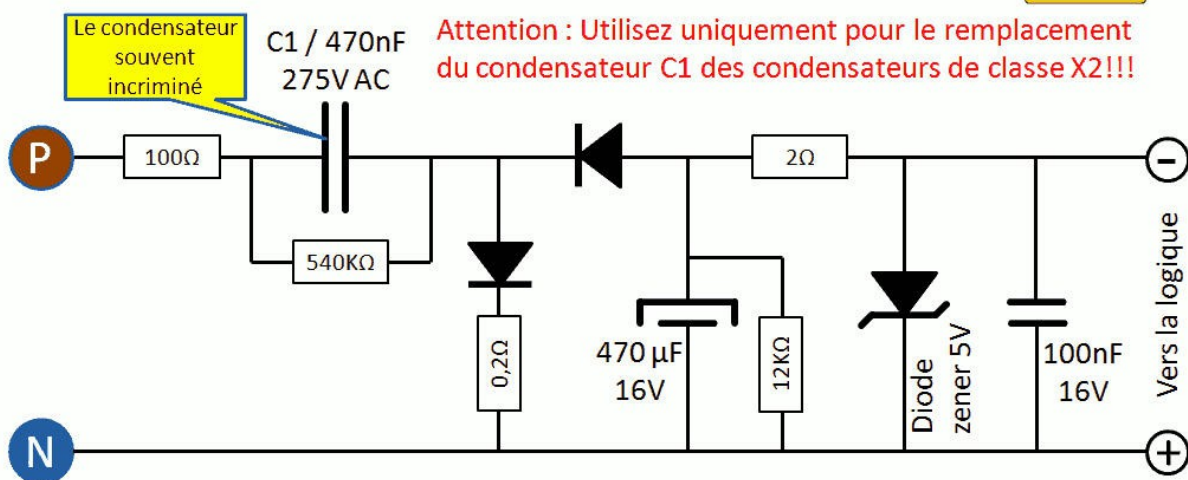 Le condensateur
souvent
incriminé
C1 / 470nF
275V AC
Attention : Utilisez uniquement pour le remplacement
du condensateur C1 des condensateurs de classe X2!!!
P
100Ω
2Ω
-
540KΩ
0,2Ω
470 µF
16V
12KΩ
Diode
zener 5V
100nF
16V
Vers la logique
N
+